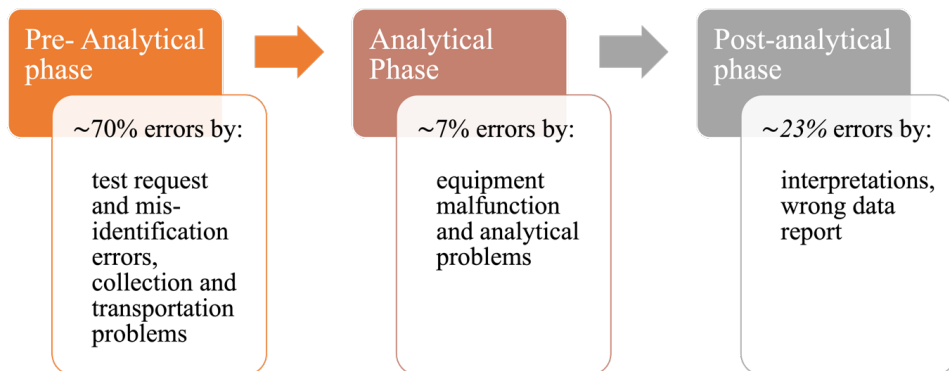 Pre- Analytical
phase
~70% errors by:
test request
and mis-
identification
errors,
collection and
transportation
problems
Analytical
Phase
~7% errors by:
equipment
malfunction
and analytical
problems
Post-analytical
phase
~23% errors by:
interpretations,
wrong data
report